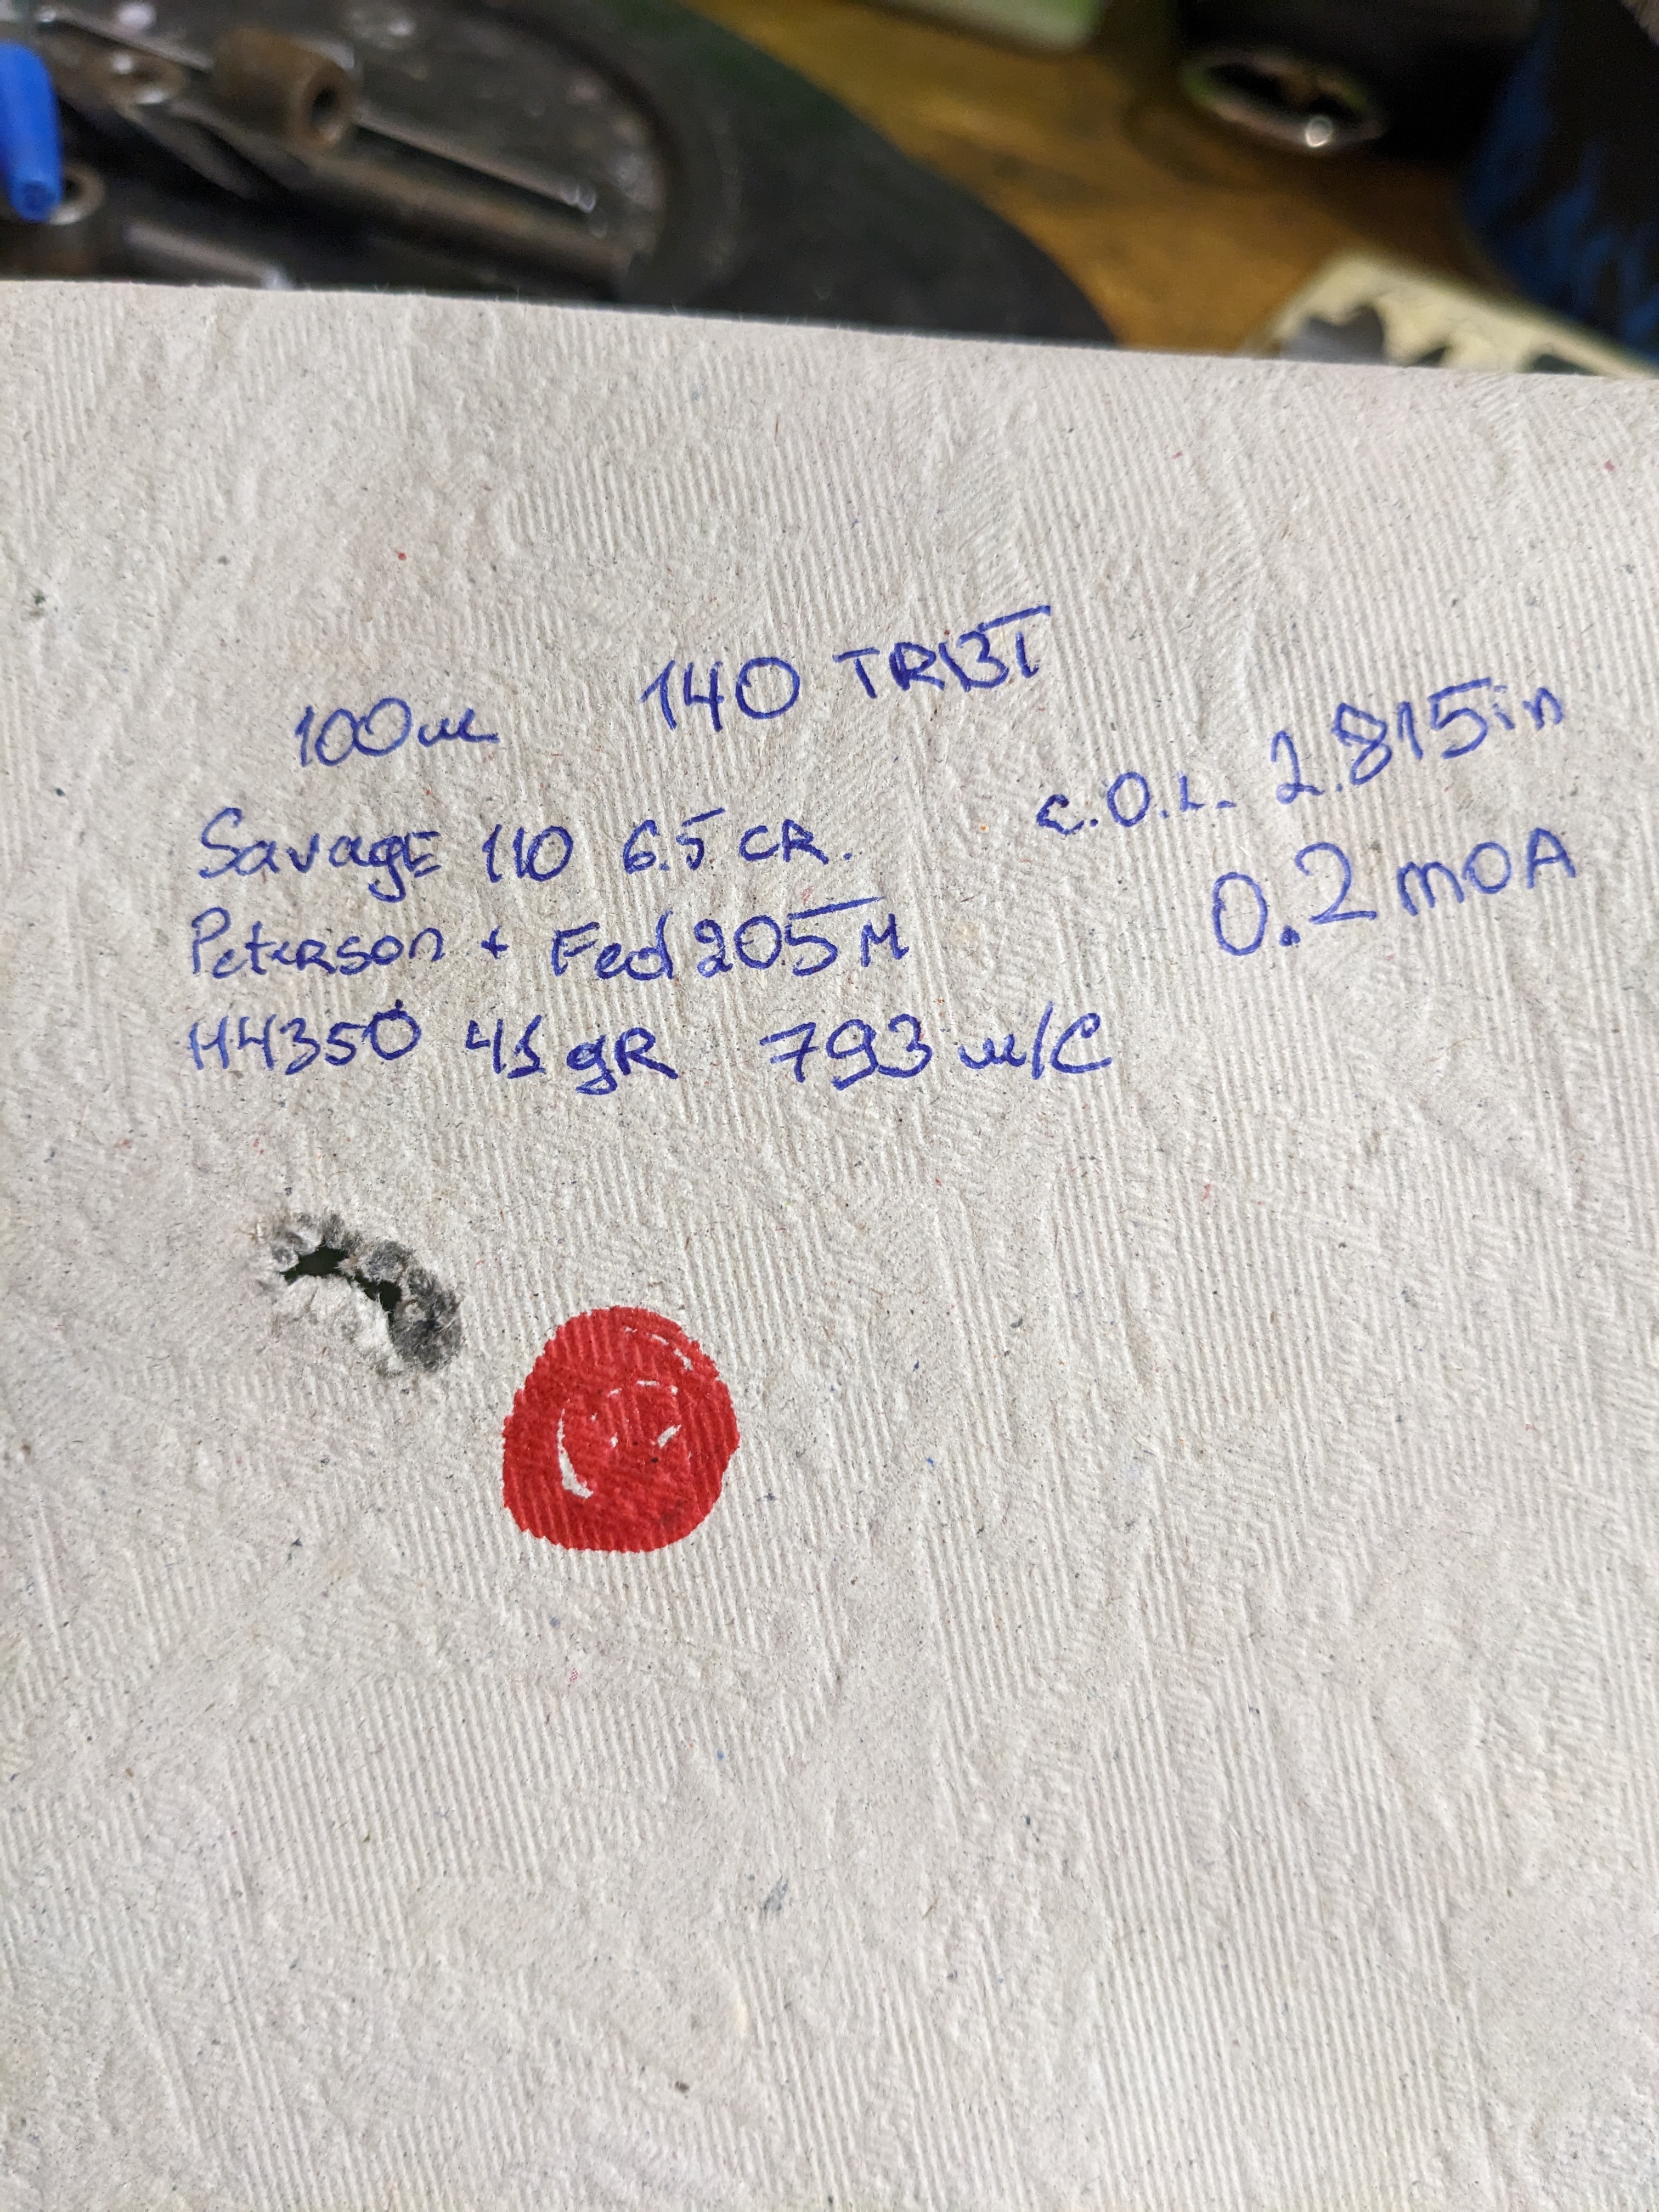 100м 140 TRBT
C.O.L. 2.815in
Savage 110 6.5 CR.
0.2 MOA
Peterson + Fed 205M
H4350 41 gR 793 м/с